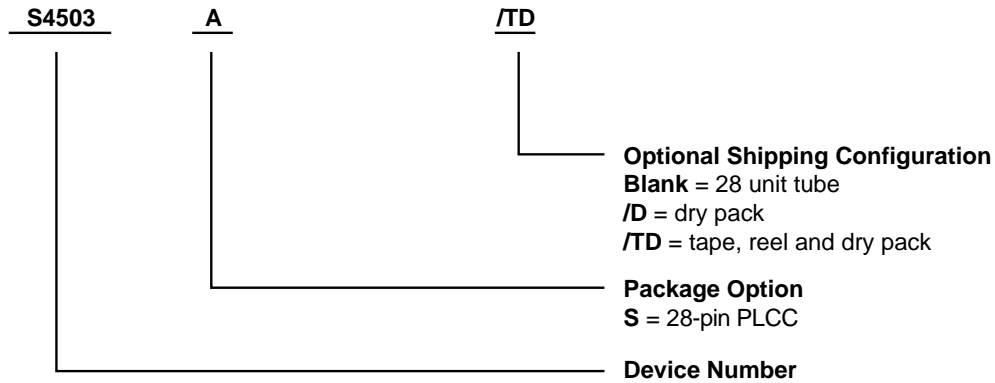 S4503 A /TD
Optional Shipping Configuration
Blank = 28 unit tube
/D = dry pack
/TD = tape, reel and dry pack
Package Option
S = 28-pin PLCC
Device Number